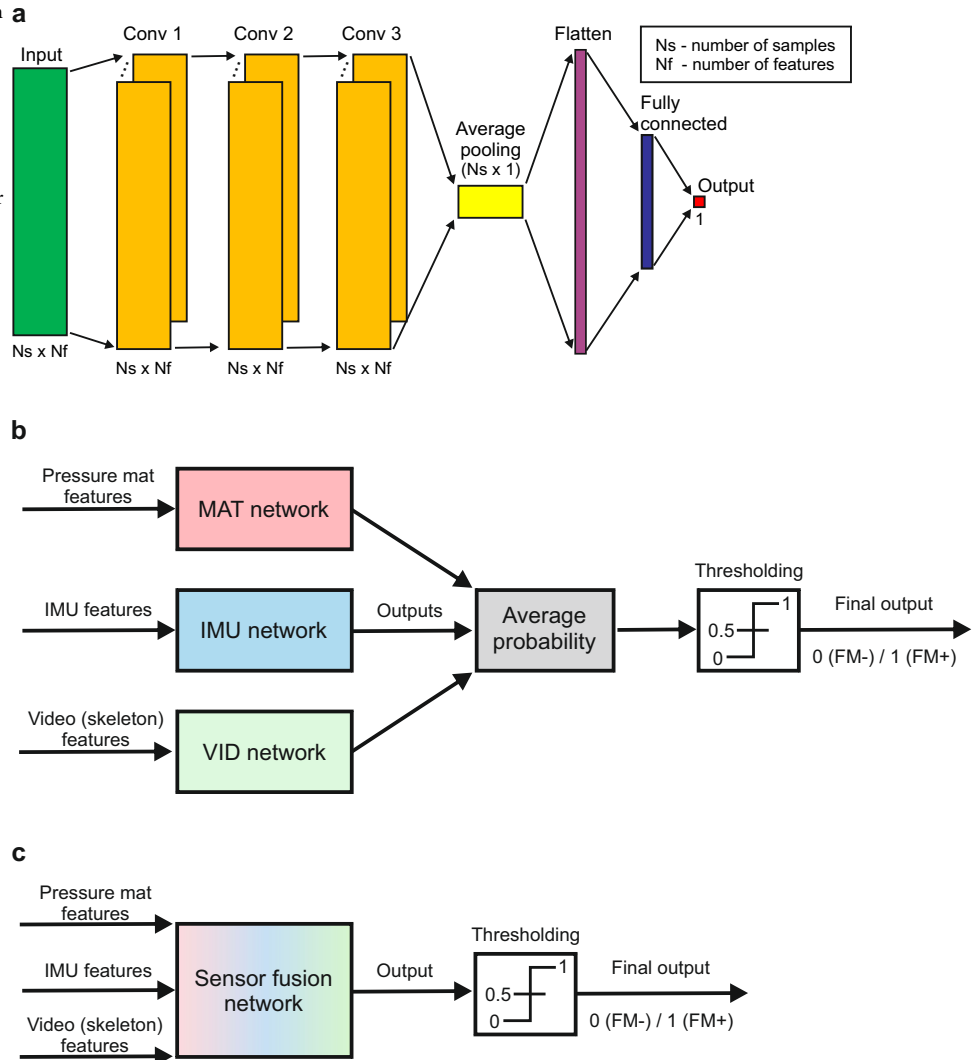 a
Input
Conv 1
Conv 2
Conv 3
Flatten
Ns - number of samples
Nf - number of features
Fully
connected
Average
pooling
(Ns x 1)
Output
1
Ns x Nf
Ns x Nf
Ns x Nf
Ns x Nf
b
Pressure mat
features
MAT network
IMU features
IMU network
Outputs
Average
probability
Thresholding
1
0.5
0
Final output
0 (FM-) / 1 (FM+)
Video (skeleton)
features
VID network
c
Pressure mat
features
IMU features
Video (skeleton)
features
Sensor fusion
network
Output
Thresholding
1
0.5
0
Final output
0 (FM-) / 1 (FM+)